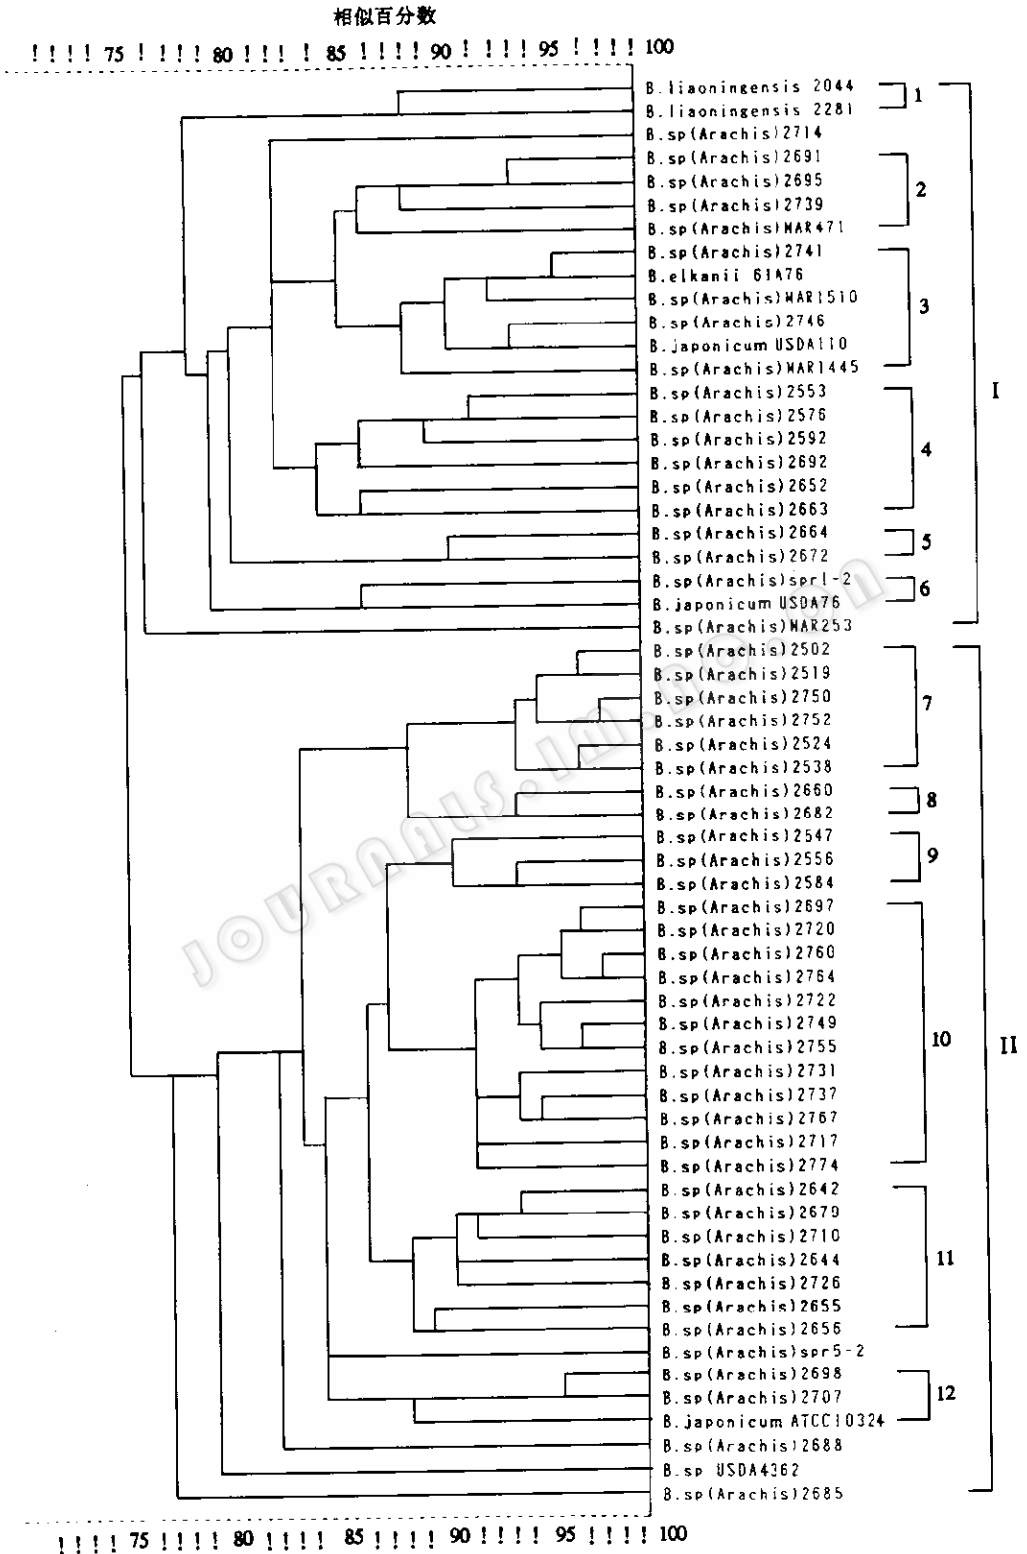 相似百分数
! ! ! ! 75 ! ! ! ! 80 ! ! ! ! 85 ! ! ! ! 90 ! ! ! ! 95 ! ! ! ! 100
B.liaoningensis 2044
1
B.liaoningensis 2281
B.sp(Arachis)2714
B.sp(Arachis)2691
B.sp(Arachis)2695
2
B.sp(Arachis)2739
B.sp(Arachis)MAR471
B.sp(Arachis)2741
B.elkanii 61A76
B.sp(Arachis)MAR1510
3
B.sp(Arachis)2746
B.japonicum USDA110
B.sp(Arachis)MAR1445
B.sp(Arachis)2553
I
B.sp(Arachis)2576
B.sp(Arachis)2592
4
B.sp(Arachis)2692
B.sp(Arachis)2652
B.sp(Arachis)2663
B.sp(Arachis)2664
5
B.sp(Arachis)2672
B.sp(Arachis)spr1-2
6
B.japonicum USDA76
B.sp(Arachis)MAR253
B.sp(Arachis)2502
B.sp(Arachis)2519
B.sp(Arachis)2750
7
B.sp(Arachis)2752
B.sp(Arachis)2524
B.sp(Arachis)2538
B.sp(Arachis)2660
8
B.sp(Arachis)2682
B.sp(Arachis)2547
B.sp(Arachis)2556
9
B.sp(Arachis)2584
B.sp(Arachis)2697
B.sp(Arachis)2720
B.sp(Arachis)2760
B.sp(Arachis)2764
B.sp(Arachis)2722
B.sp(Arachis)2749
10
B.sp(Arachis)2755
II
B.sp(Arachis)2731
B.sp(Arachis)2737
B.sp(Arachis)2767
B.sp(Arachis)2717
B.sp(Arachis)2774
B.sp(Arachis)2642
B.sp(Arachis)2679
B.sp(Arachis)2710
11
B.sp(Arachis)2644
B.sp(Arachis)2726
B.sp(Arachis)2655
B.sp(Arachis)2656
B.sp(Arachis)spr5-2
B.sp(Arachis)2698
12
B.sp(Arachis)2707
B.japonicum ATCC10324
B.sp(Arachis)2688
B.sp USDA4362
B.sp(Arachis)2685
! ! ! ! 75 ! ! ! ! 80 ! ! ! ! 85 ! ! ! ! 90 ! ! ! ! 95 ! ! ! ! 100
JOURNALS.IM.AC.CN